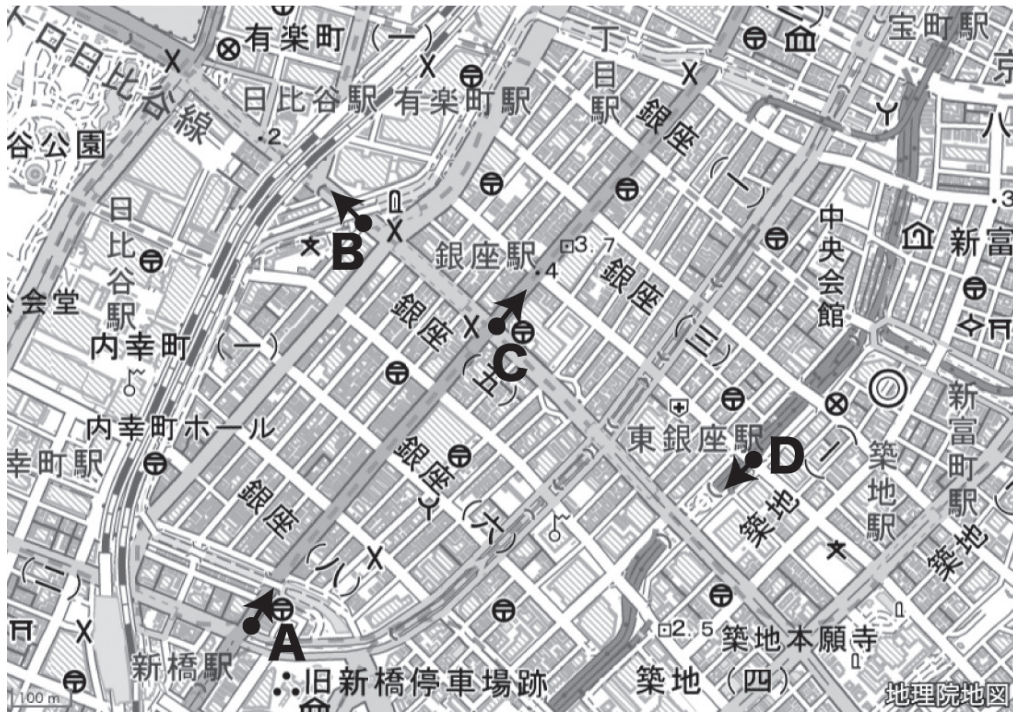 有楽町(一)
丁目駅
宝町駅
京
日比谷線
日比谷駅
有楽町駅
銀座
八
.2
谷公園
(一)
.3
日比谷駅
B
銀座駅
3.7
.4
中央会館
新富
会堂
銀座
銀座
内幸町(一)
C
(三)
(五)
内幸町ホール
新富町駅
幸町駅
銀座
東銀座駅
D
(一)
築地駅
銀座
(六)
築地
築地
(八)
(二)
A
2.5
築地本願寺
新橋駅
旧新橋停車場跡
築地(四)
100 m
地理院地図